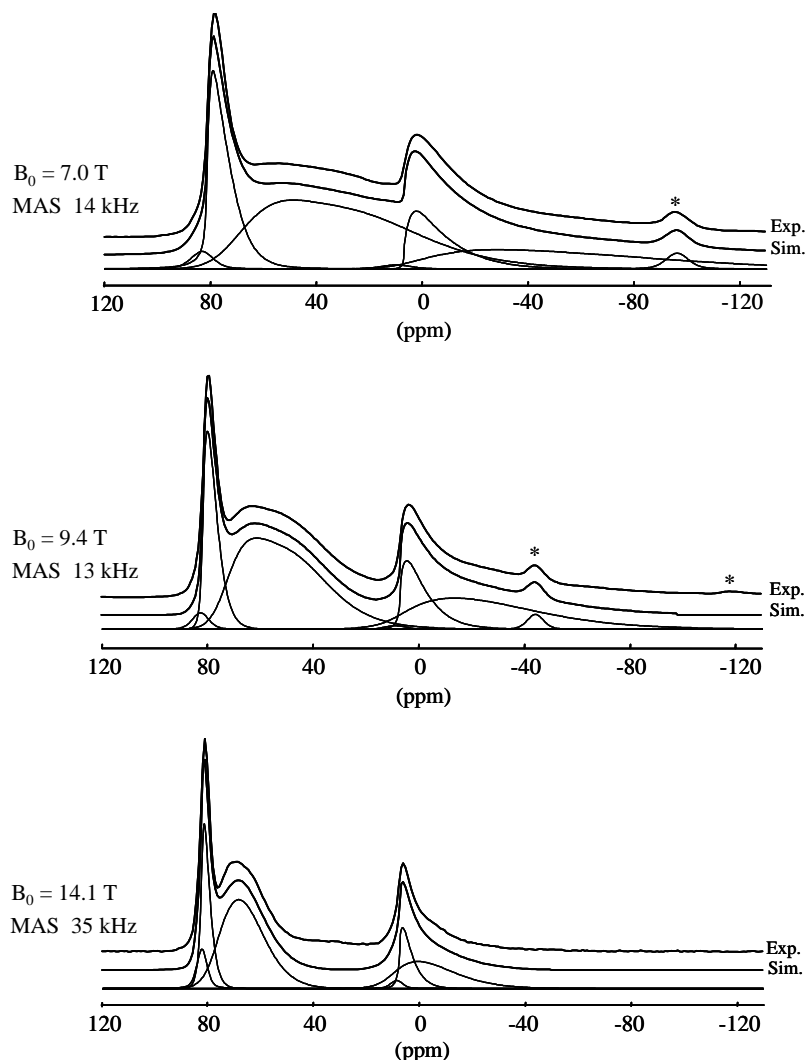 B₀ = 7.0 T
MAS 14 kHz
*
Exp.
Sim.
120 80 40 0 -40 -80 -120
(ppm)
B₀ = 9.4 T
MAS 13 kHz
*
*
Exp.
Sim.
120 80 40 0 -40 -80 -120
(ppm)
B₀ = 14.1 T
MAS 35 kHz
Exp.
Sim.
120 80 40 0 -40 -80 -120
(ppm)